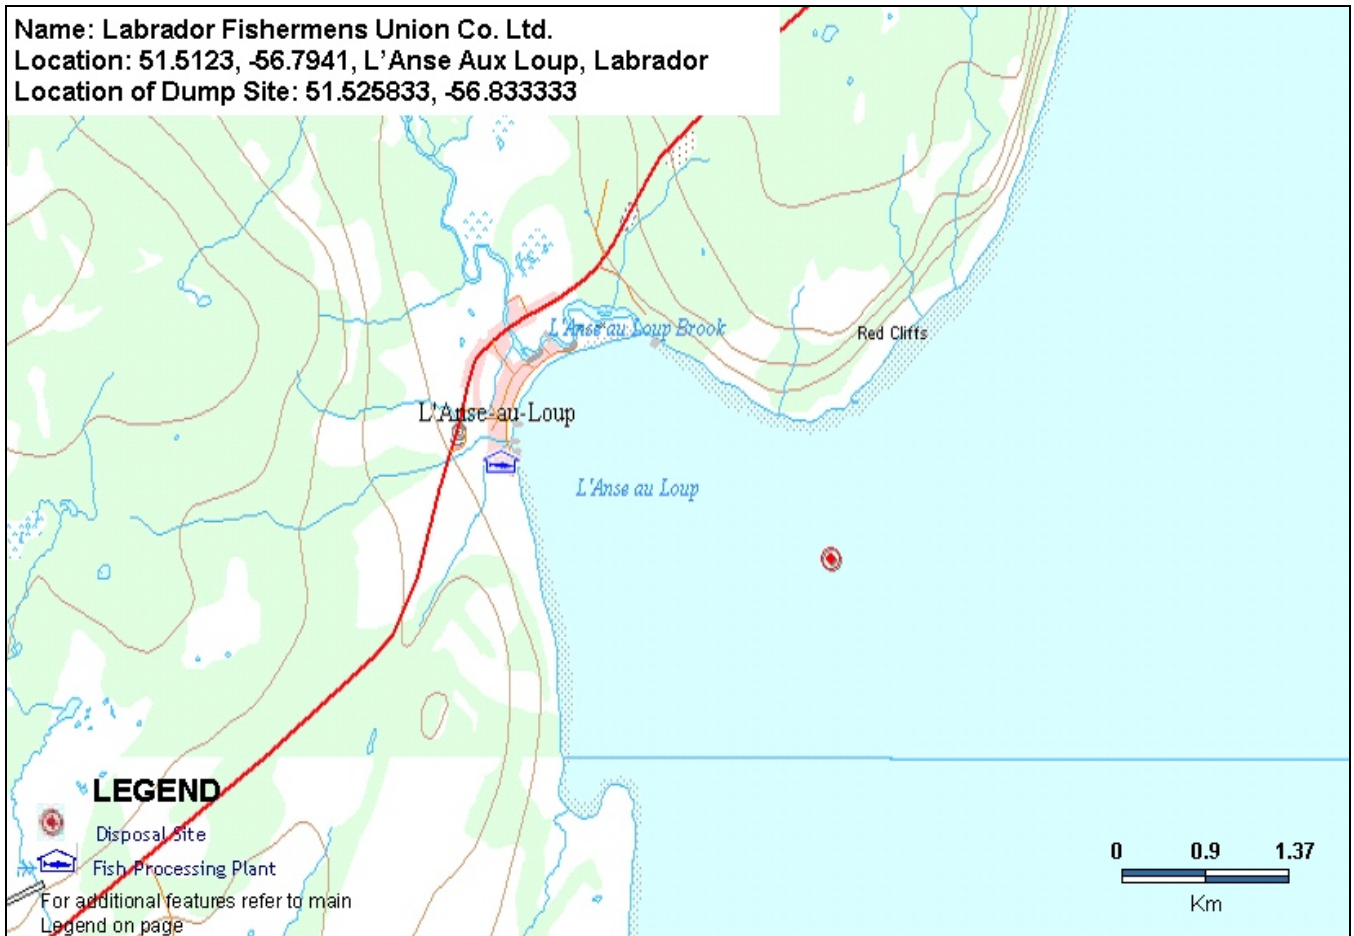 Name: Labrador Fishermens Union Co. Ltd.
Location: 51.5123, -56.7941, L’Anse Aux Loup, Labrador
Location of Dump Site: 51.525833, -56.833333
L'Anse au Loup Brook
Red Cliffs
L'Anse-au-Loup
L'Anse au Loup
LEGEND
Disposal Site
Fish Processing Plant
For additional features refer to main
Legend on page
0 0.9 1.37
Km